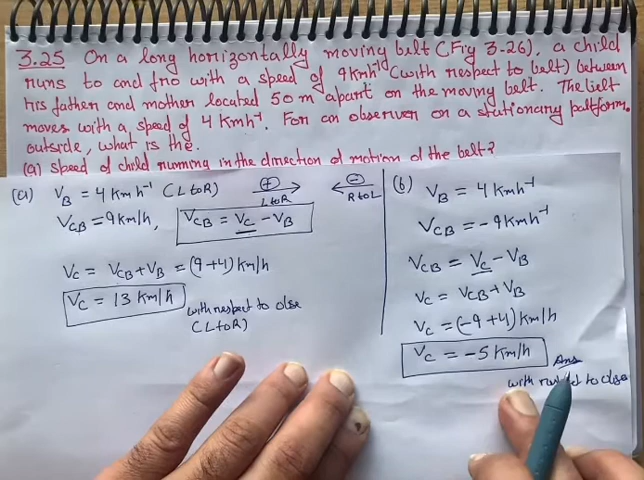 3.25 On a long horizontally moving belt (Fig 3.26), a child
runs to and fro with a speed of 9Kmh⁻¹ (with respect to belt) between
his father and mother located 50 m apart on the moving belt. The belt
moves with a speed of 4 Kmh⁻¹. For an observer on a stationary paltform
outside, what is the.
(a) speed of child running in the direction of motion of the belt?
(a) V_B = 4 Kmh⁻¹ (L to R)
+ L to R
- R to L
V_CB = 9 Km/h, V_CB = V_C - V_B
V_C = V_CB + V_B = (9+4) Km/h
V_C = 13 Km/h
with respect to obse
(L to R)
(b) V_B = 4 Kmh⁻¹
V_CB = -9 Kmh⁻¹
V_CB = V_C - V_B
V_C = V_CB + V_B
V_C = (-9+4) Km/h
V_C = -5 Km/h Ans
with to obse